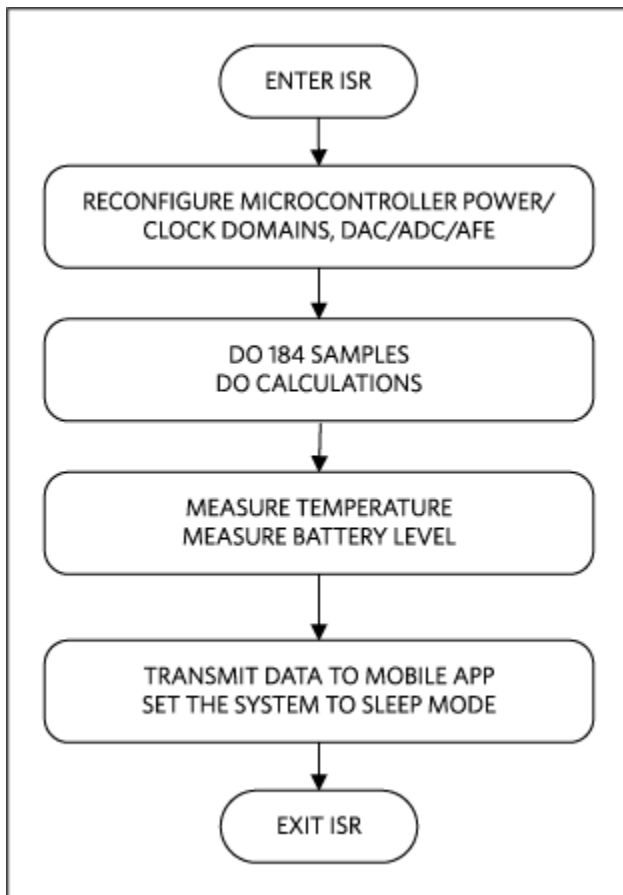 ENTER ISR
RECONFIGURE MICROCONTROLLER POWER/
CLOCK DOMAINS, DAC/ADC/AFE
DO 184 SAMPLES
DO CALCULATIONS
MEASURE TEMPERATURE
MEASURE BATTERY LEVEL
TRANSMIT DATA TO MOBILE APP
SET THE SYSTEM TO SLEEP MODE
EXIT ISR